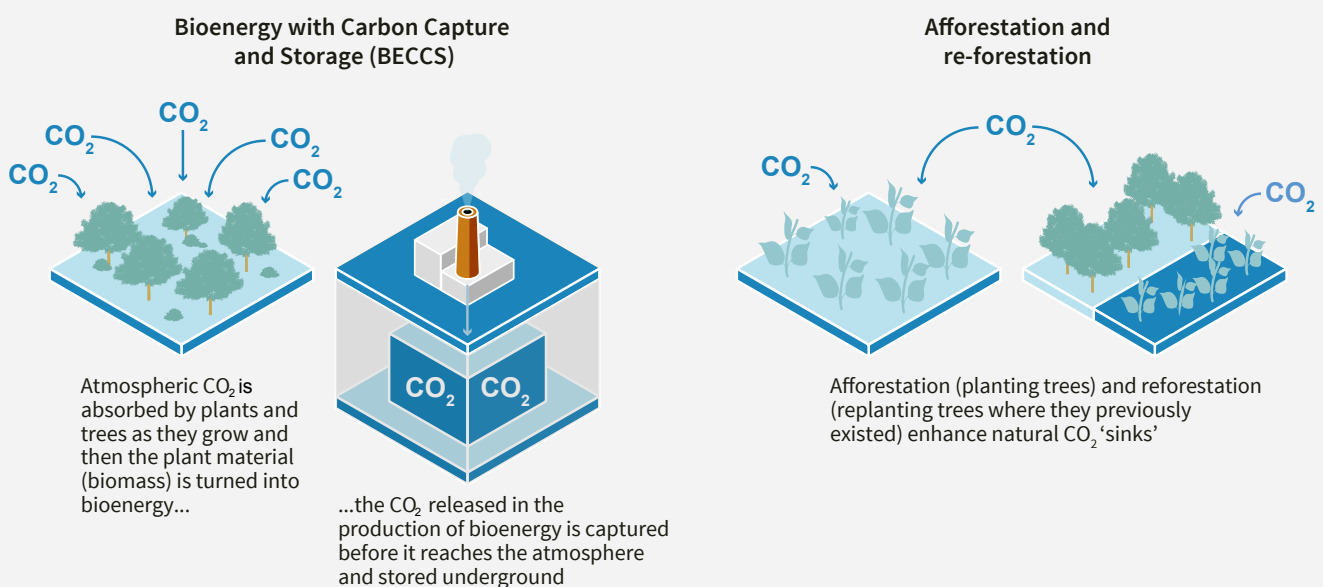 Bioenergy with Carbon Capture
and Storage (BECCS)
CO₂
CO₂
CO₂
CO₂
CO₂
Atmospheric CO₂ is
absorbed by plants and
trees as they grow and
then the plant material
(biomass) is turned into
bioenergy...
CO₂ CO₂
...the CO₂ released in the
production of bioenergy is captured
before it reaches the atmosphere
and stored underground
Afforestation and
re-forestation
CO₂
CO₂
CO₂
Afforestation (planting trees) and reforestation
(replanting trees where they previously
existed) enhance natural CO₂ ‘sinks’